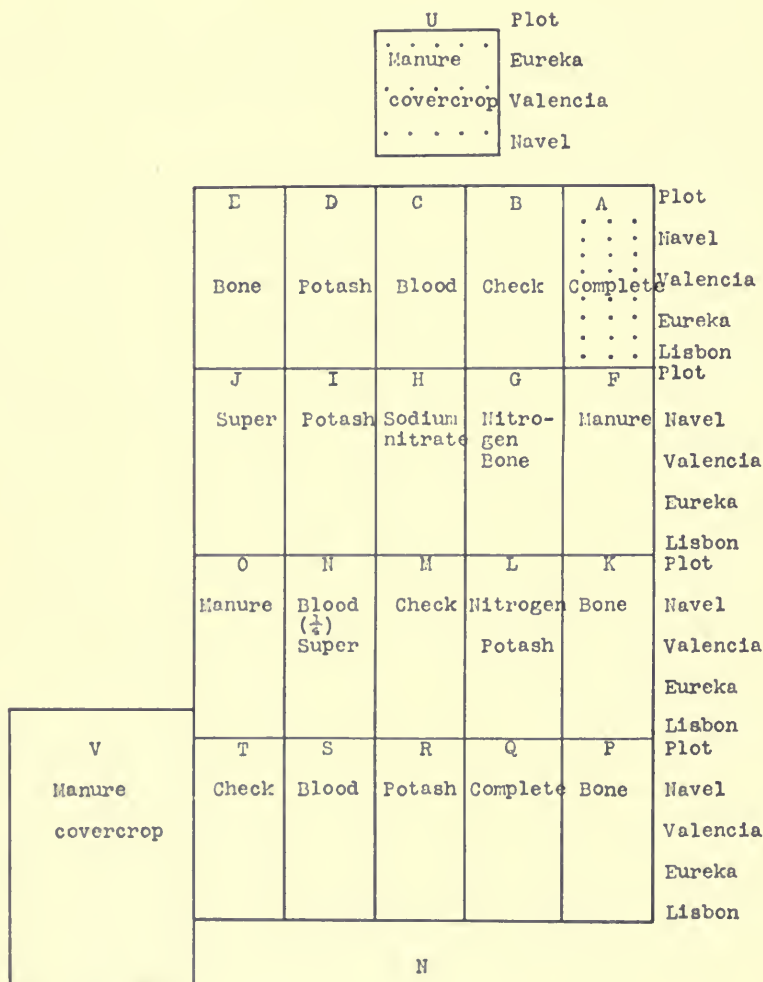 U Plot
Manure Eureka
covercrop Valencia
Navel
E D C B A Plot
Navel
Bone Potash Blood Check Complete Valencia
Eureka
Lisbon
J I H G F Plot
Super Potash Sodium Nitro- Manure Navel
nitrate gen
Bone
Valencia
Eureka
Lisbon
O N M L K Plot
Manure Blood Check Nitrogen Bone Navel
(¼)
Super Potash Valencia
Eureka
Lisbon
V T S R Q P Plot
Manure Check Blood Potash Complete Bone Navel
covercrop Valencia
Eureka
Lisbon
N